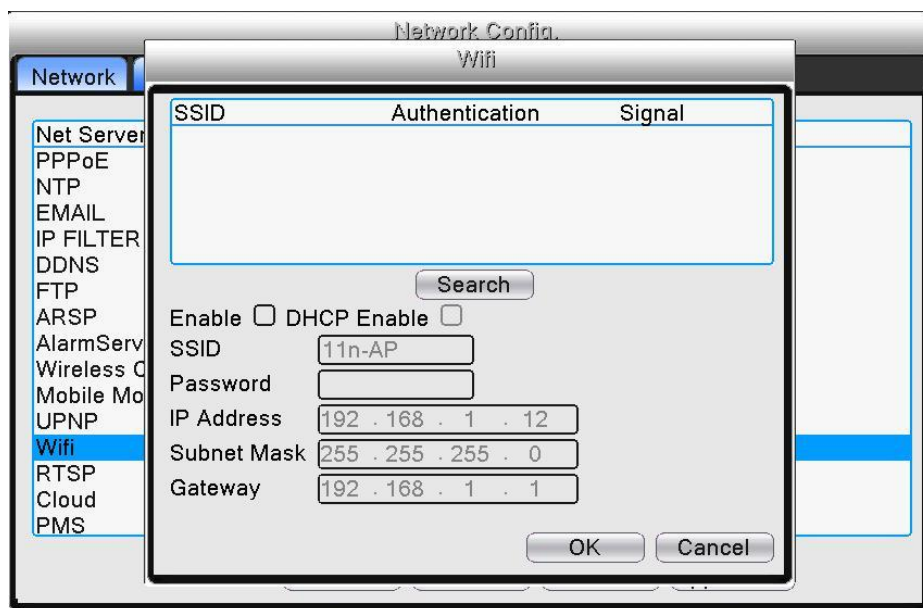 Network Config.
Wifi
Network
SSID Authentication Signal
Net Server
PPPoE
NTP
EMAIL
IP FILTER
DDNS
FTP
ARSP
AlarmServ
Wireless C
Mobile Mo
UPNP
Wifi
RTSP
Cloud
PMS
Search
Enable DHCP Enable
SSID 11n-AP
Password
IP Address 192 . 168 . 1 . 12
Subnet Mask 255 . 255 . 255 . 0
Gateway 192 . 168 . 1 . 1
OK Cancel